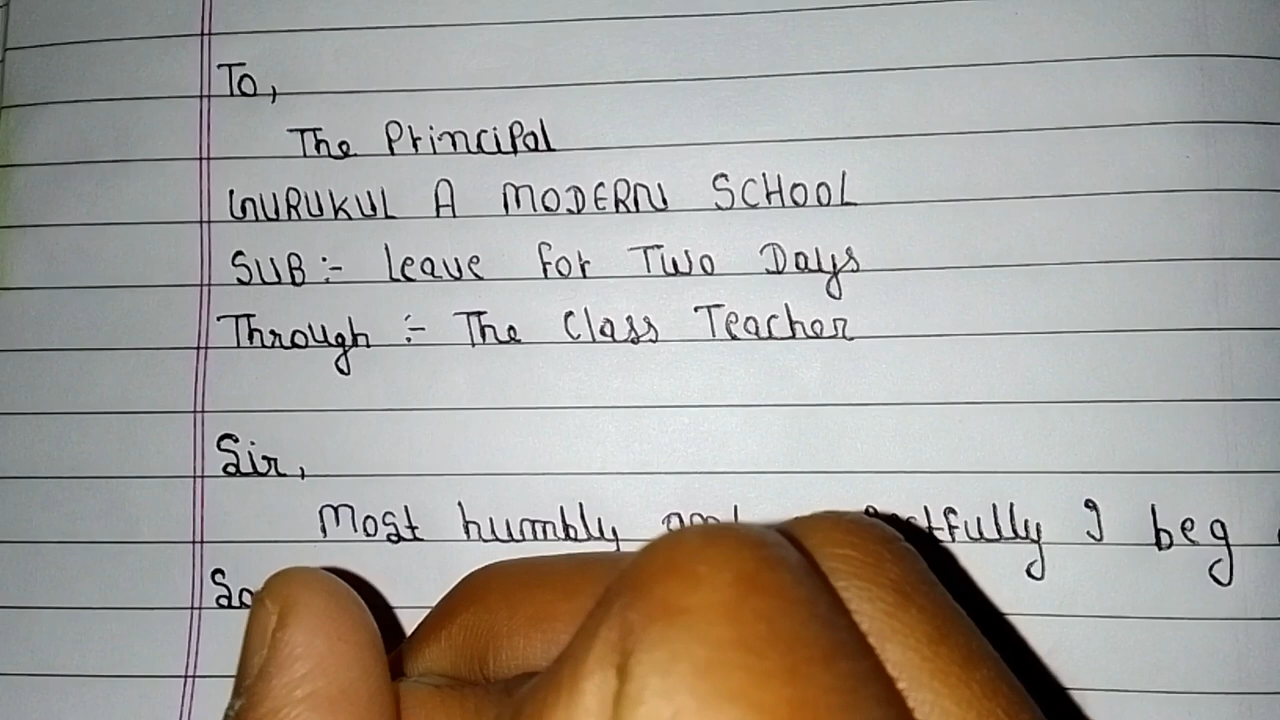 To,
The Principal
GURUKUL A MODERN SCHOOL
SUB :- Leave for Two Days
Through :- The Class Teacher
Sir,
Most humbly I beg